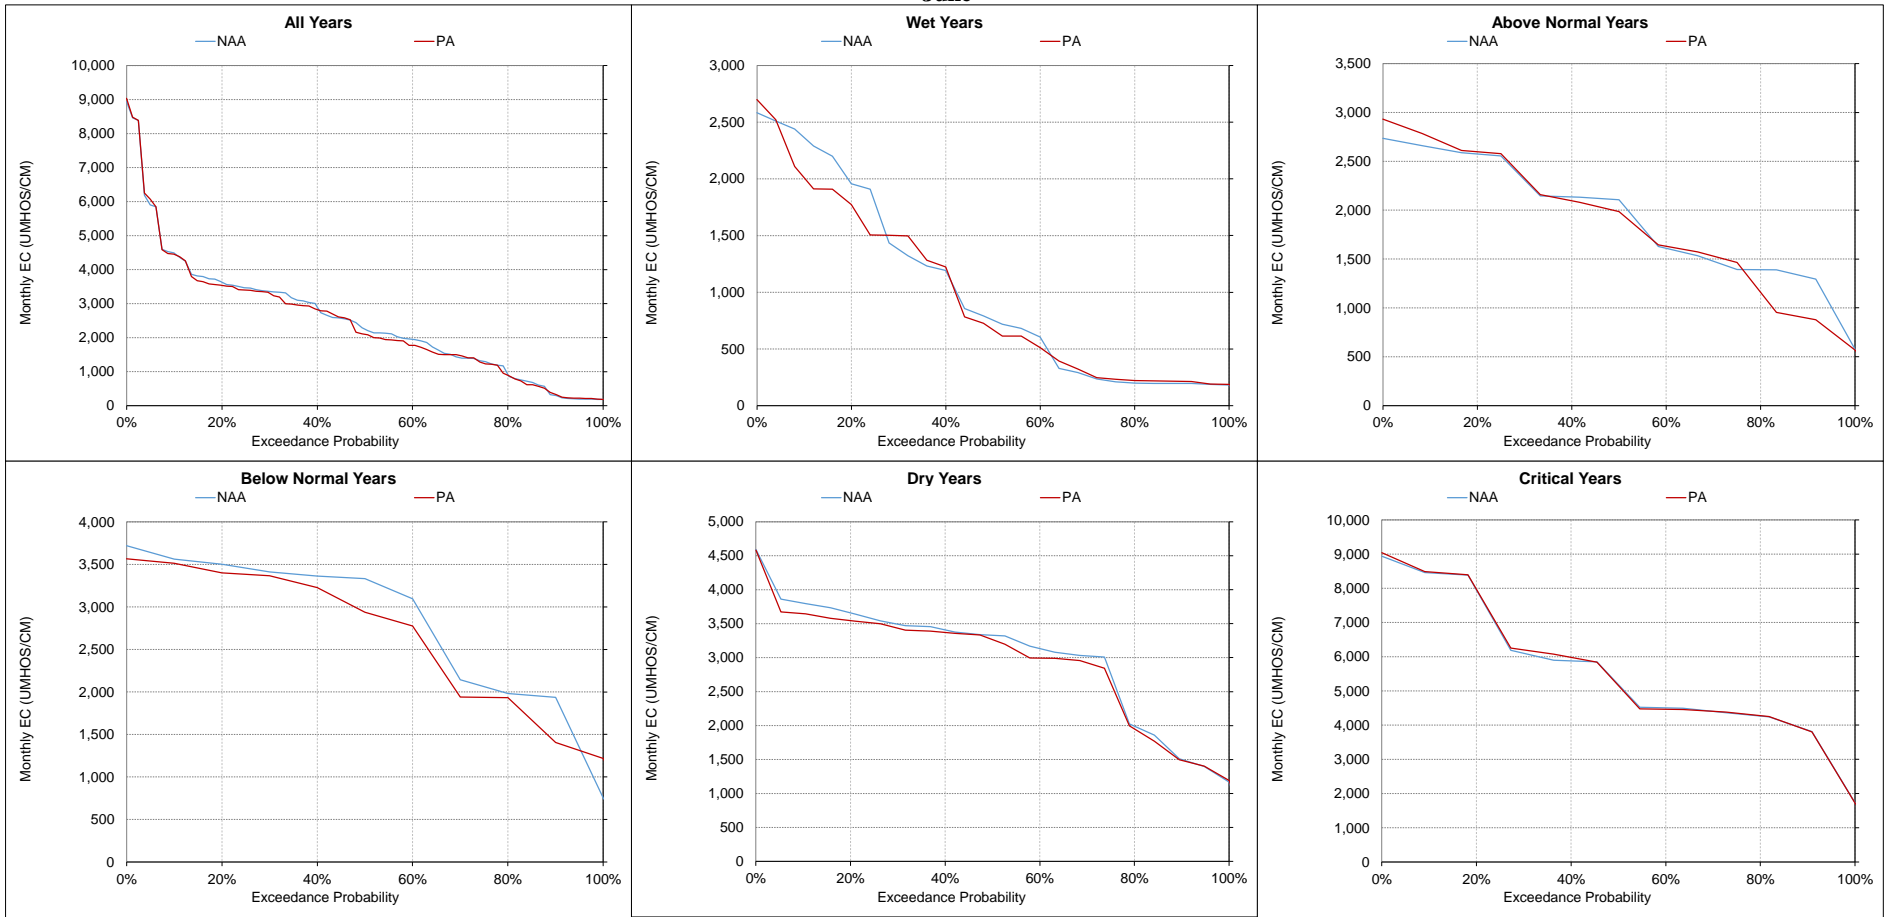 All Years
NAA PA
10,000
9,000
8,000
7,000
6,000
5,000
4,000
3,000
2,000
1,000
0
Monthly EC (UMHOS/CM)
0% 20% 40% 60% 80% 100%
Exceedance Probability
Wet Years
NAA PA
3,000
2,500
2,000
1,500
1,000
500
0
Monthly EC (UMHOS/CM)
0% 20% 40% 60% 80% 100%
Exceedance Probability
Above Normal Years
NAA PA
3,500
3,000
2,500
2,000
1,500
1,000
500
0
Monthly EC (UMHOS/CM)
0% 20% 40% 60% 80% 100%
Exceedance Probability
Below Normal Years
NAA PA
4,000
3,500
3,000
2,500
2,000
1,500
1,000
500
0
Monthly EC (UMHOS/CM)
0% 20% 40% 60% 80% 100%
Exceedance Probability
Dry Years
NAA PA
5,000
4,500
4,000
3,500
3,000
2,500
2,000
1,500
1,000
500
0
Monthly EC (UMHOS/CM)
0% 20% 40% 60% 80% 100%
Exceedance Probability
Critical Years
NAA PA
10,000
9,000
8,000
7,000
6,000
5,000
4,000
3,000
2,000
1,000
0
Monthly EC (UMHOS/CM)
0% 20% 40% 60% 80% 100%
Exceedance Probability